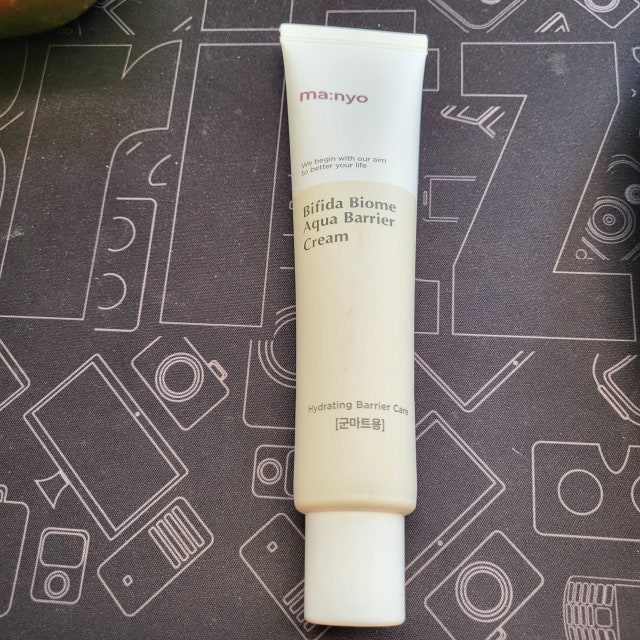 ma:nyo
We begin with our aim
to better your life
Bifida Biome
Aqua Barrier
Cream
Hydrating Barrier Care
[군마트용]